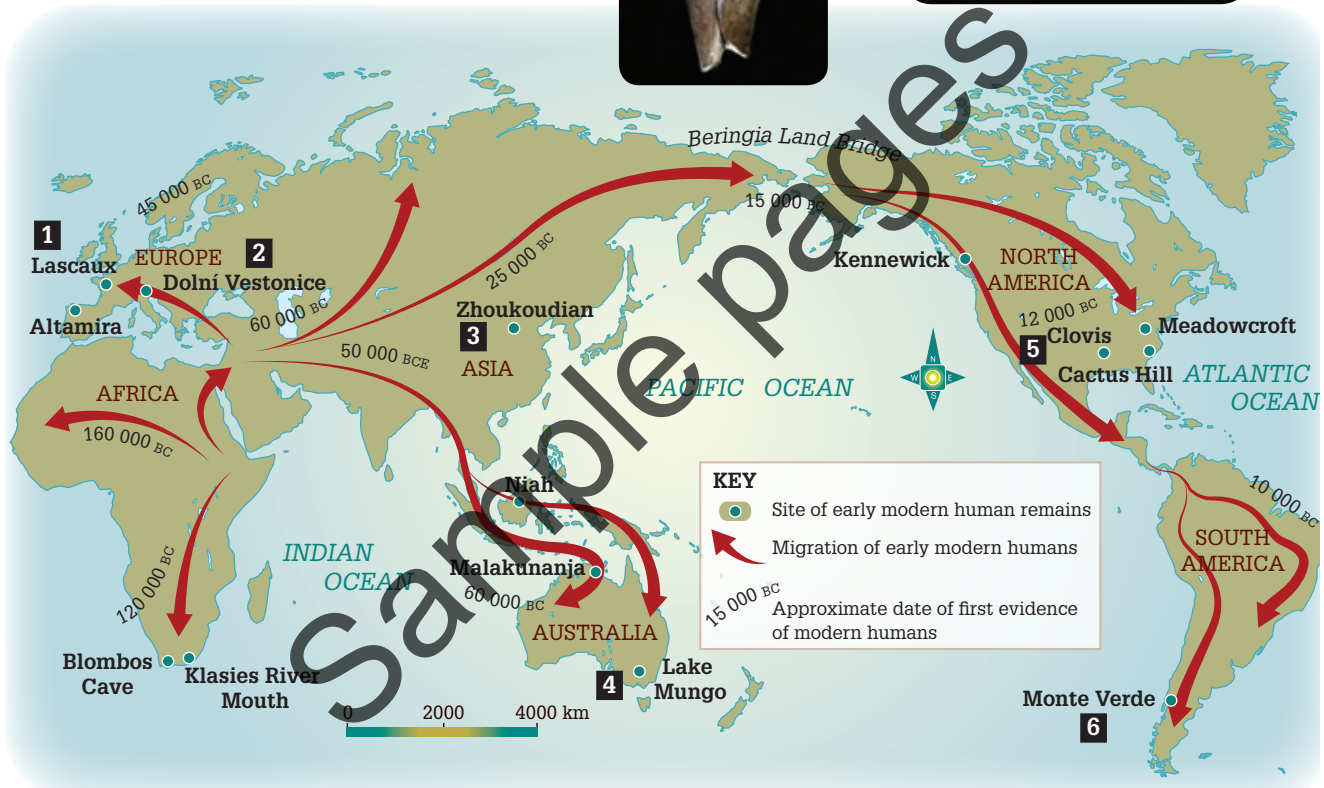 Beringia Land Bridge
45 000 BC
15 000 BC
1
2
EUROPE
Lascaux
Dolní Vestonice
25 000 BC
Kennewick
NORTH
AMERICA
60 000 BC
Zhoukoudian
3
ASIA
Altamira
50 000 BCE
12 000 BC
Clovis
Meadowcroft
5
Cactus Hill
N
W
E
S
PACIFIC OCEAN
ATLANTIC
OCEAN
AFRICA
160 000 BC
KEY
Site of early modern human remains
Migration of early modern humans
15 000 BC
Approximate date of first evidence
of modern humans
Niah
10 000 BC
SOUTH
AMERICA
INDIAN
OCEAN
Malakunanja
60 000 BC
120 000 BC
AUSTRALIA
Blombos
Cave
Klasies River
Mouth
4
Lake
Mungo
Monte Verde
6
0 2000 4000 km
Sample pages